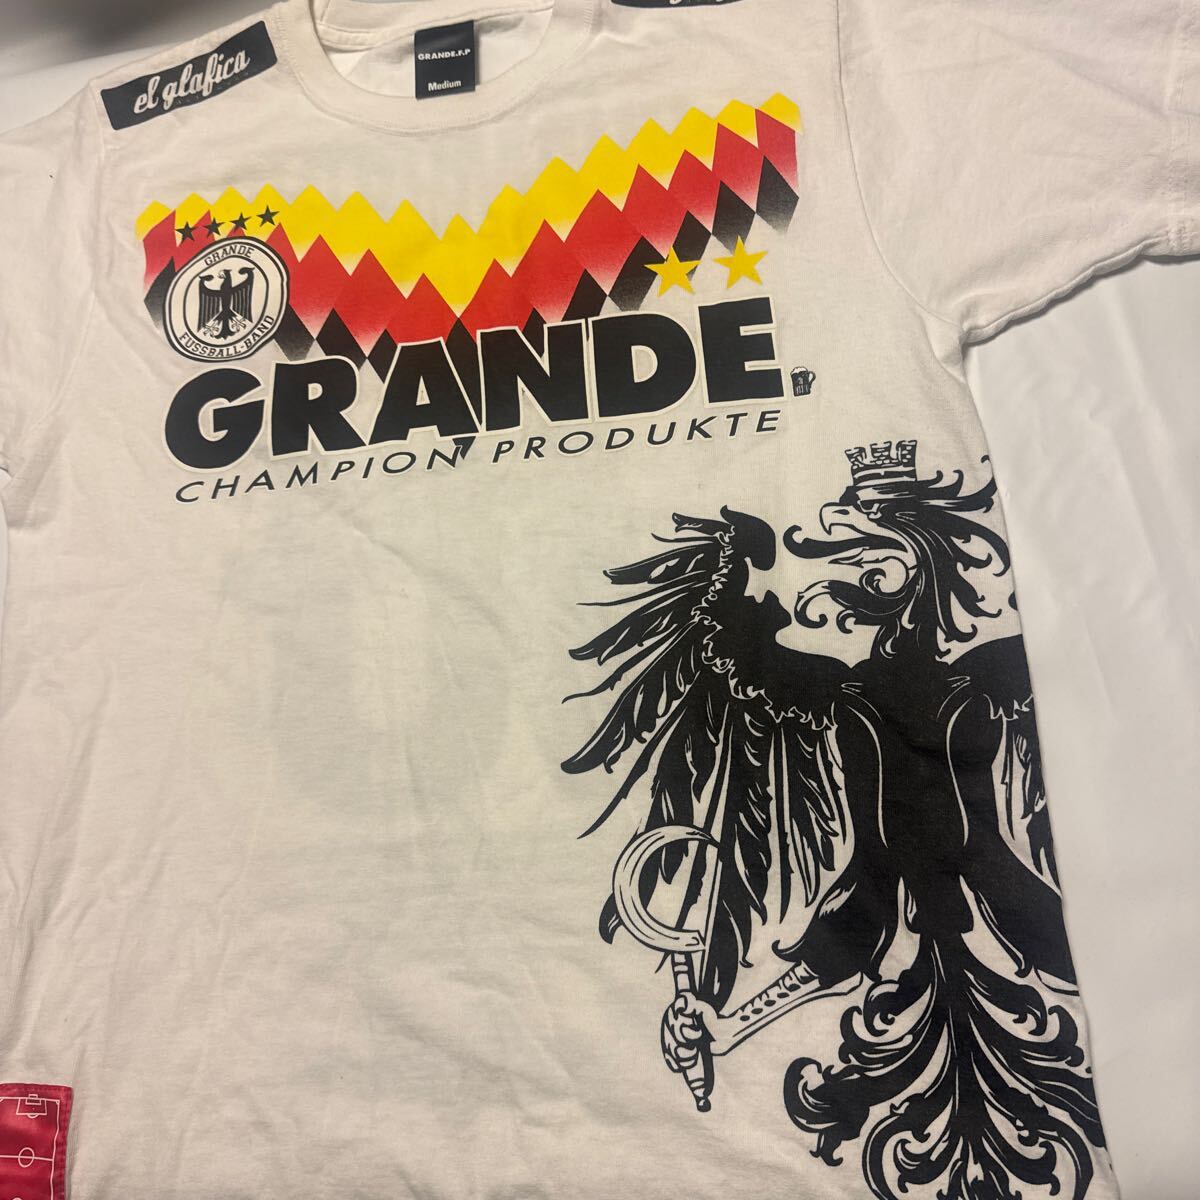 el glafica
GRANDE.F.P
Medium
GRANDE
FUSSBALL-BAND
GRANDE.
CHAMPION PRODUKTE